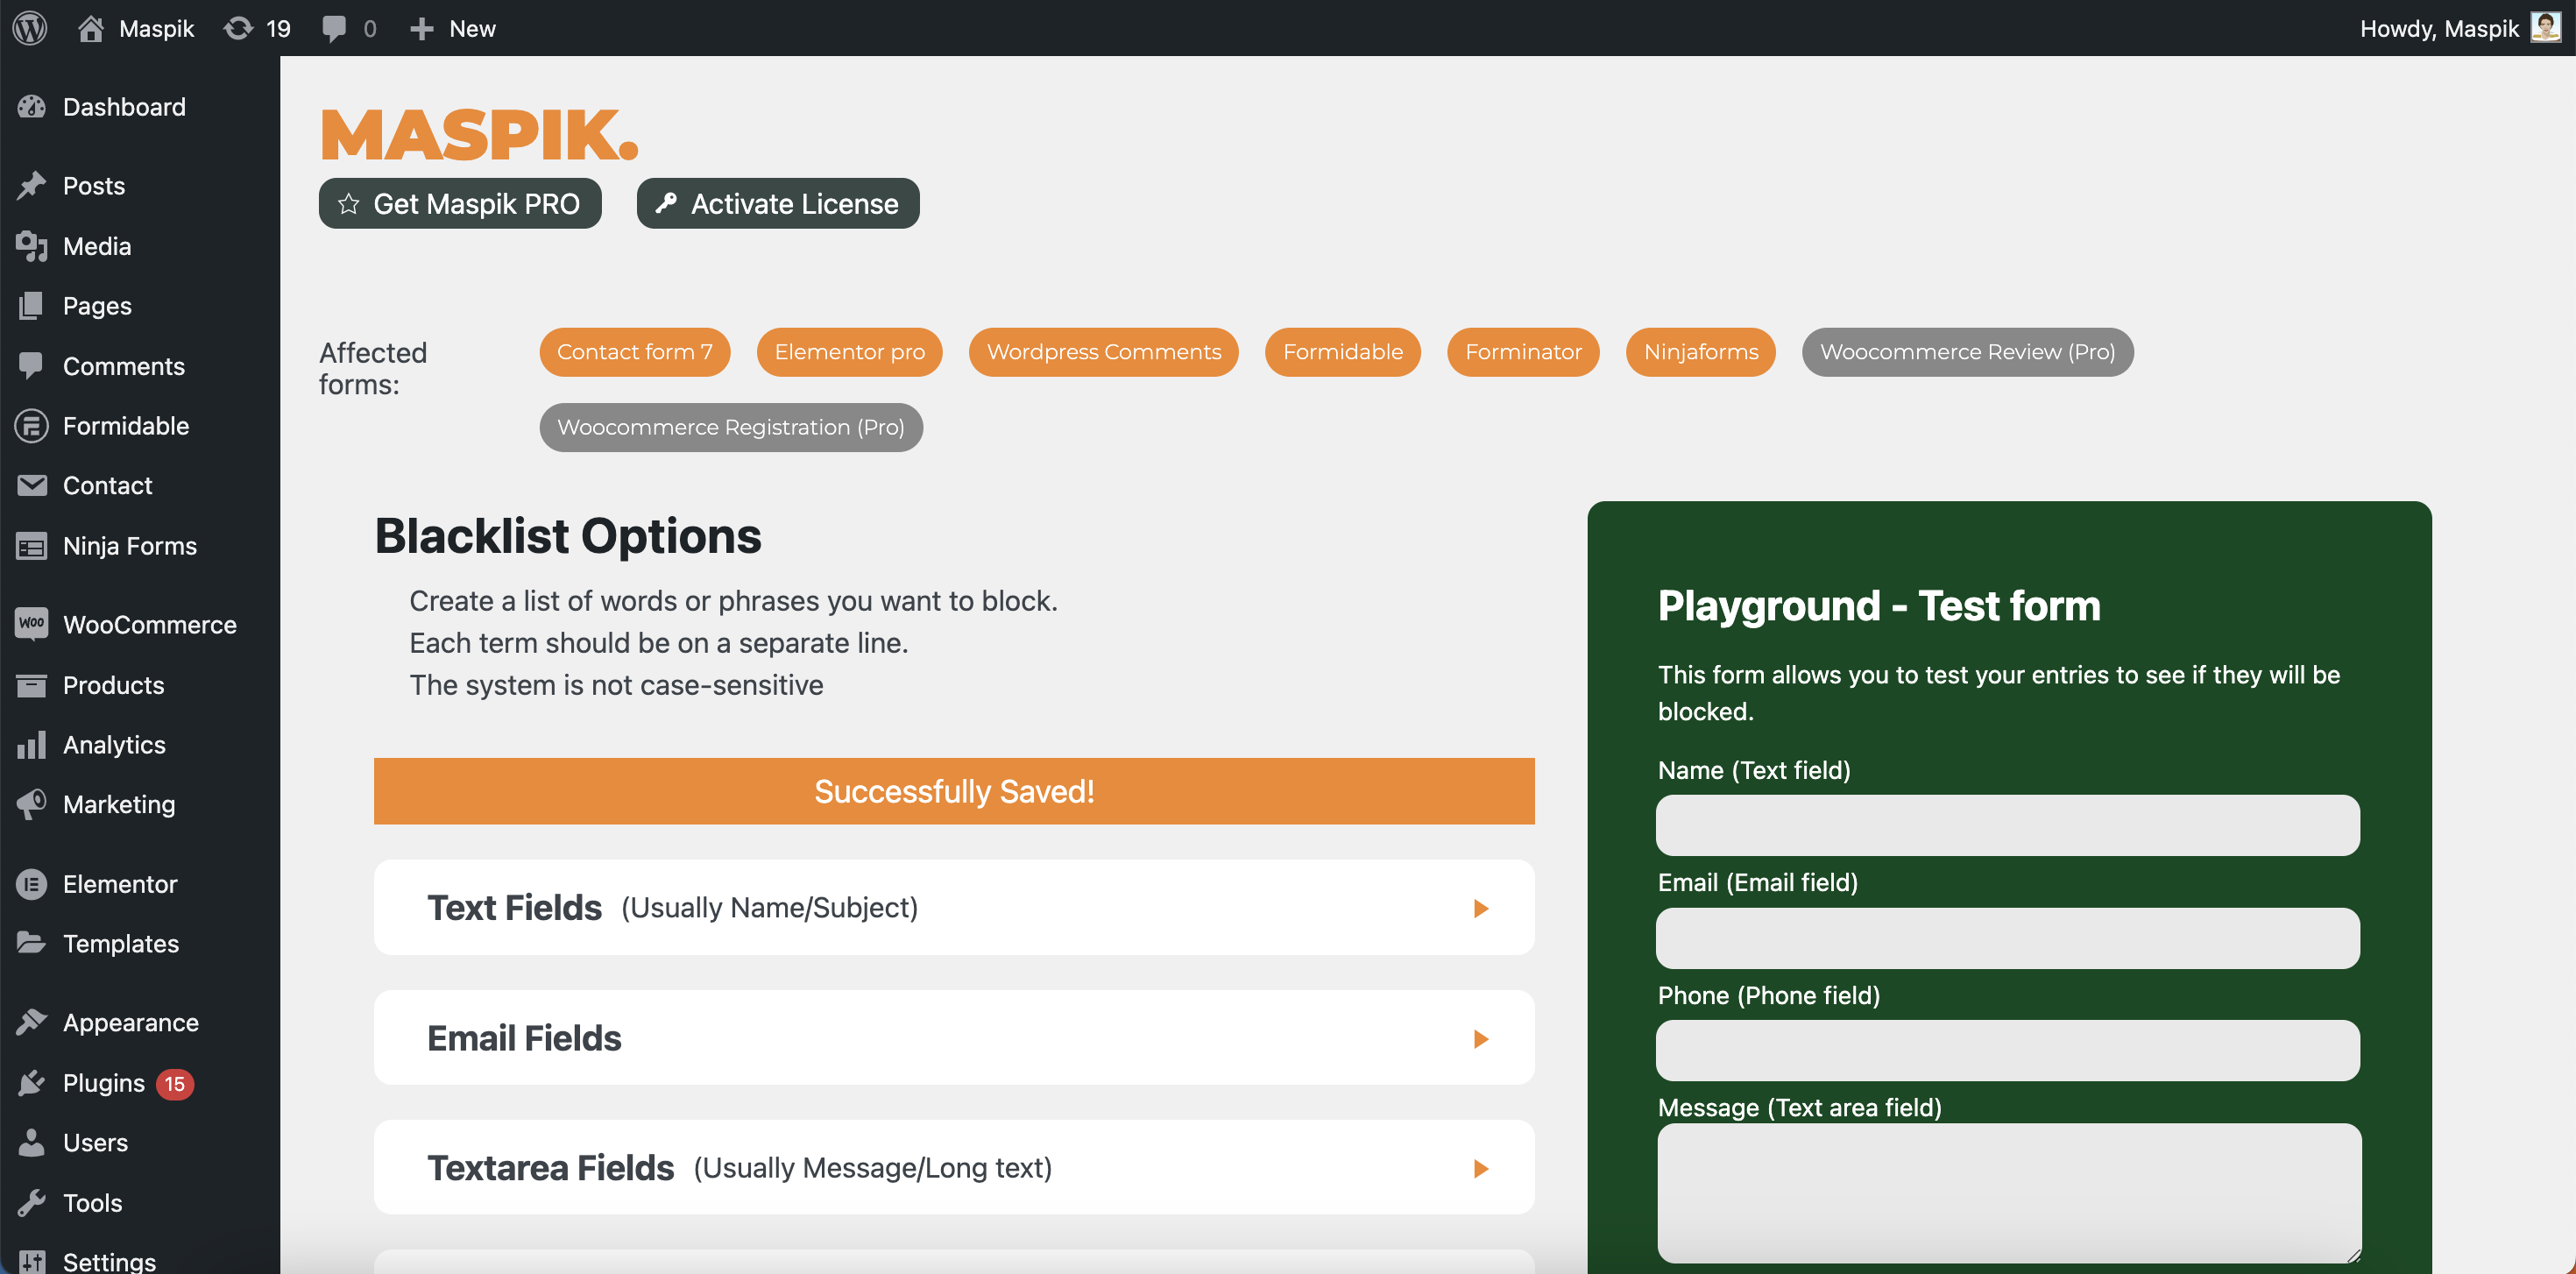 Maspik
19
0
New
Howdy, Maspik
Dashboard
Posts
Media
Pages
Comments
Formidable
Contact
Ninja Forms
WooCommerce
Products
Analytics
Marketing
Elementor
Templates
Appearance
Plugins 15
Users
Tools
Settings
MASPIK.
Get Maspik PRO
Activate License
Affected
forms:
Contact form 7
Elementor pro
Wordpress Comments
Formidable
Forminator
Ninjaforms
Woocommerce Review (Pro)
Woocommerce Registration (Pro)
Blacklist Options
Create a list of words or phrases you want to block.
Each term should be on a separate line.
The system is not case-sensitive
Successfully Saved!
Text Fields (Usually Name/Subject)
Email Fields
Textarea Fields (Usually Message/Long text)
Playground - Test form
This form allows you to test your entries to see if they will be
blocked.
Name (Text field)
Email (Email field)
Phone (Phone field)
Message (Text area field)